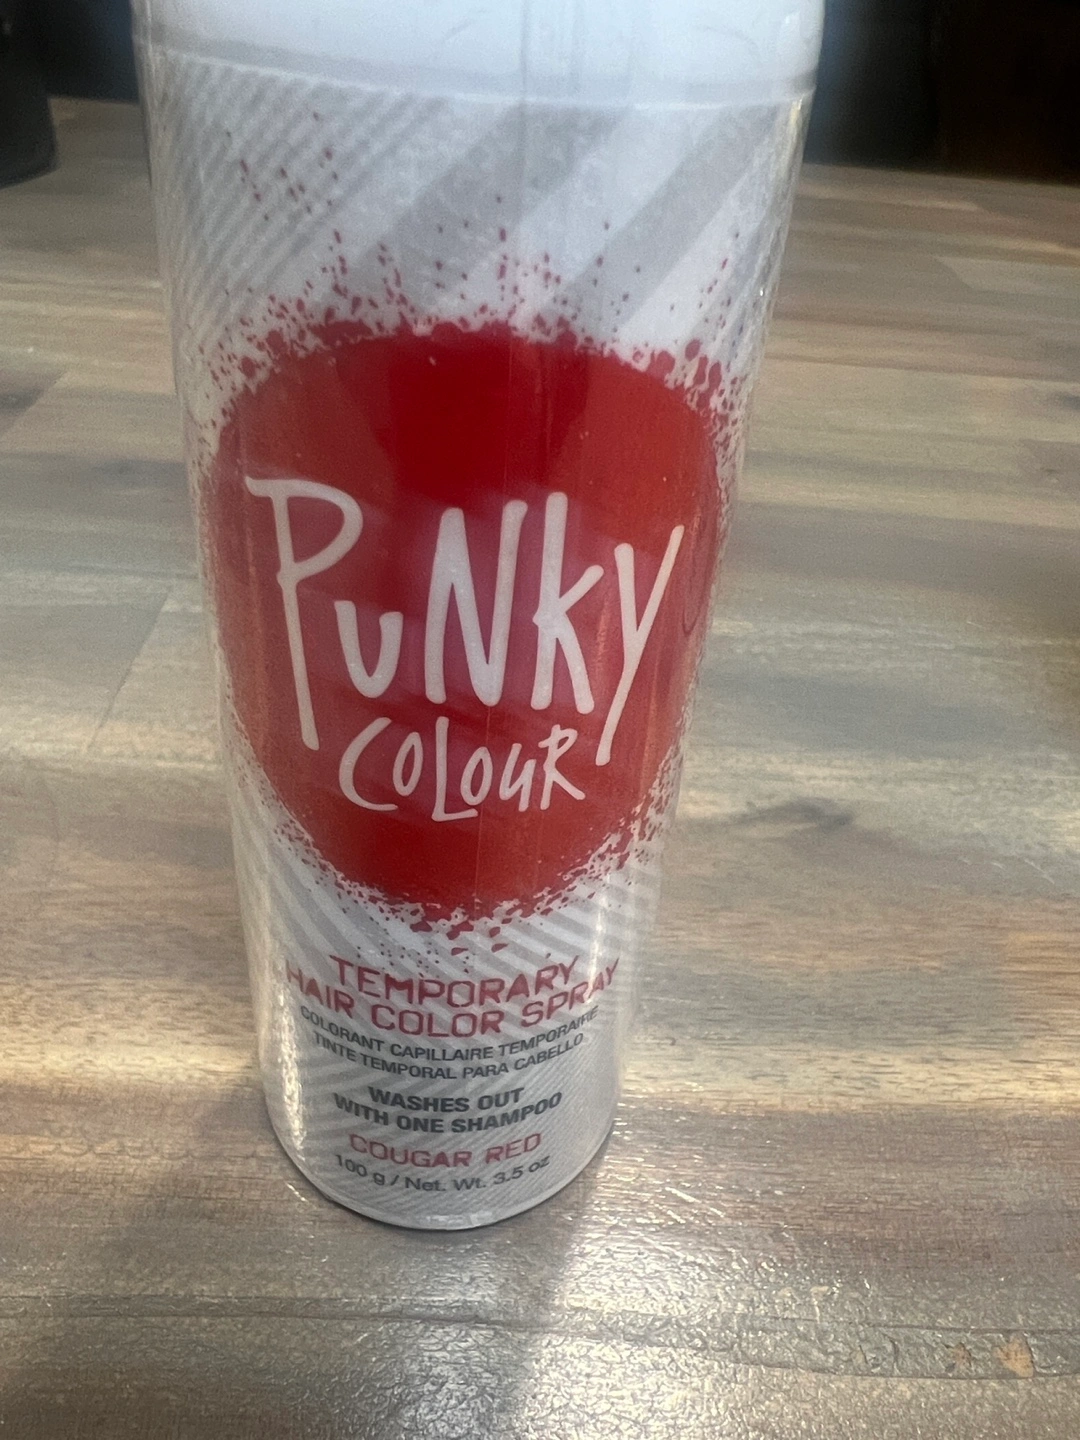 PuNky
COLOUR
TEMPORARY
HAIR COLOR SPRAY
COLORANT CAPILLAIRE TEMPORAIRE
TINTE TEMPORAL PARA CABELLO
WASHES OUT
WITH ONE SHAMPOO
COUGAR RED
100 g / Net. Wt. 3.5 oz